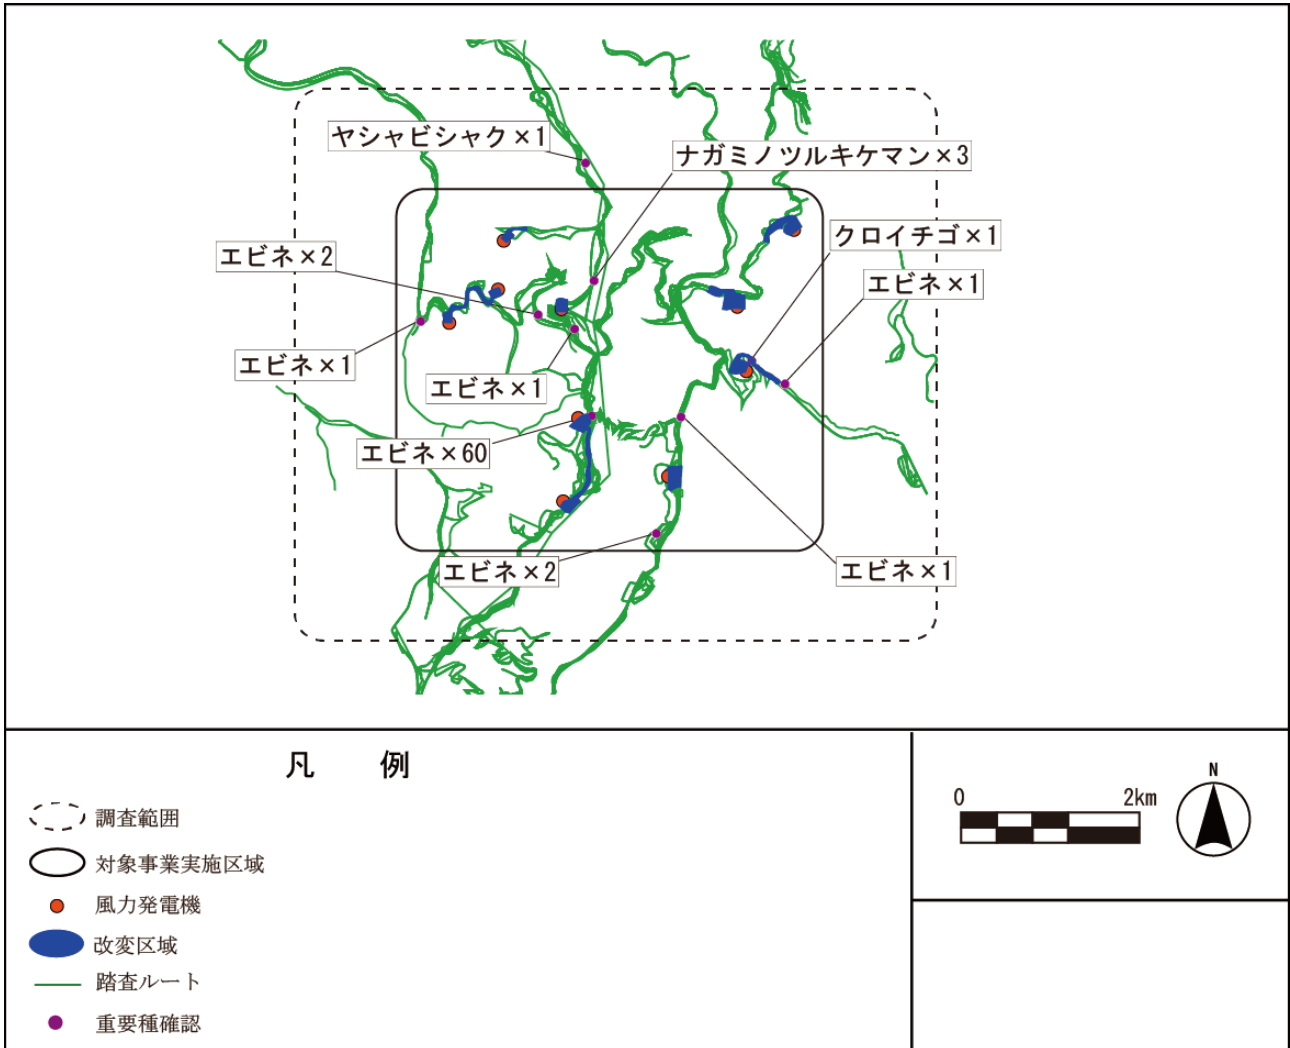 ヤシャビシャク×1
ナガミノツルキケマン×3
クロイチゴ×1
エビネ×2
エビネ×1
エビネ×1
エビネ×1
エビネ×60
エビネ×2
エビネ×1
凡 例
調査範囲
対象事業実施区域
風力発電機
改変区域
踏査ルート
重要種確認
0 2km
N